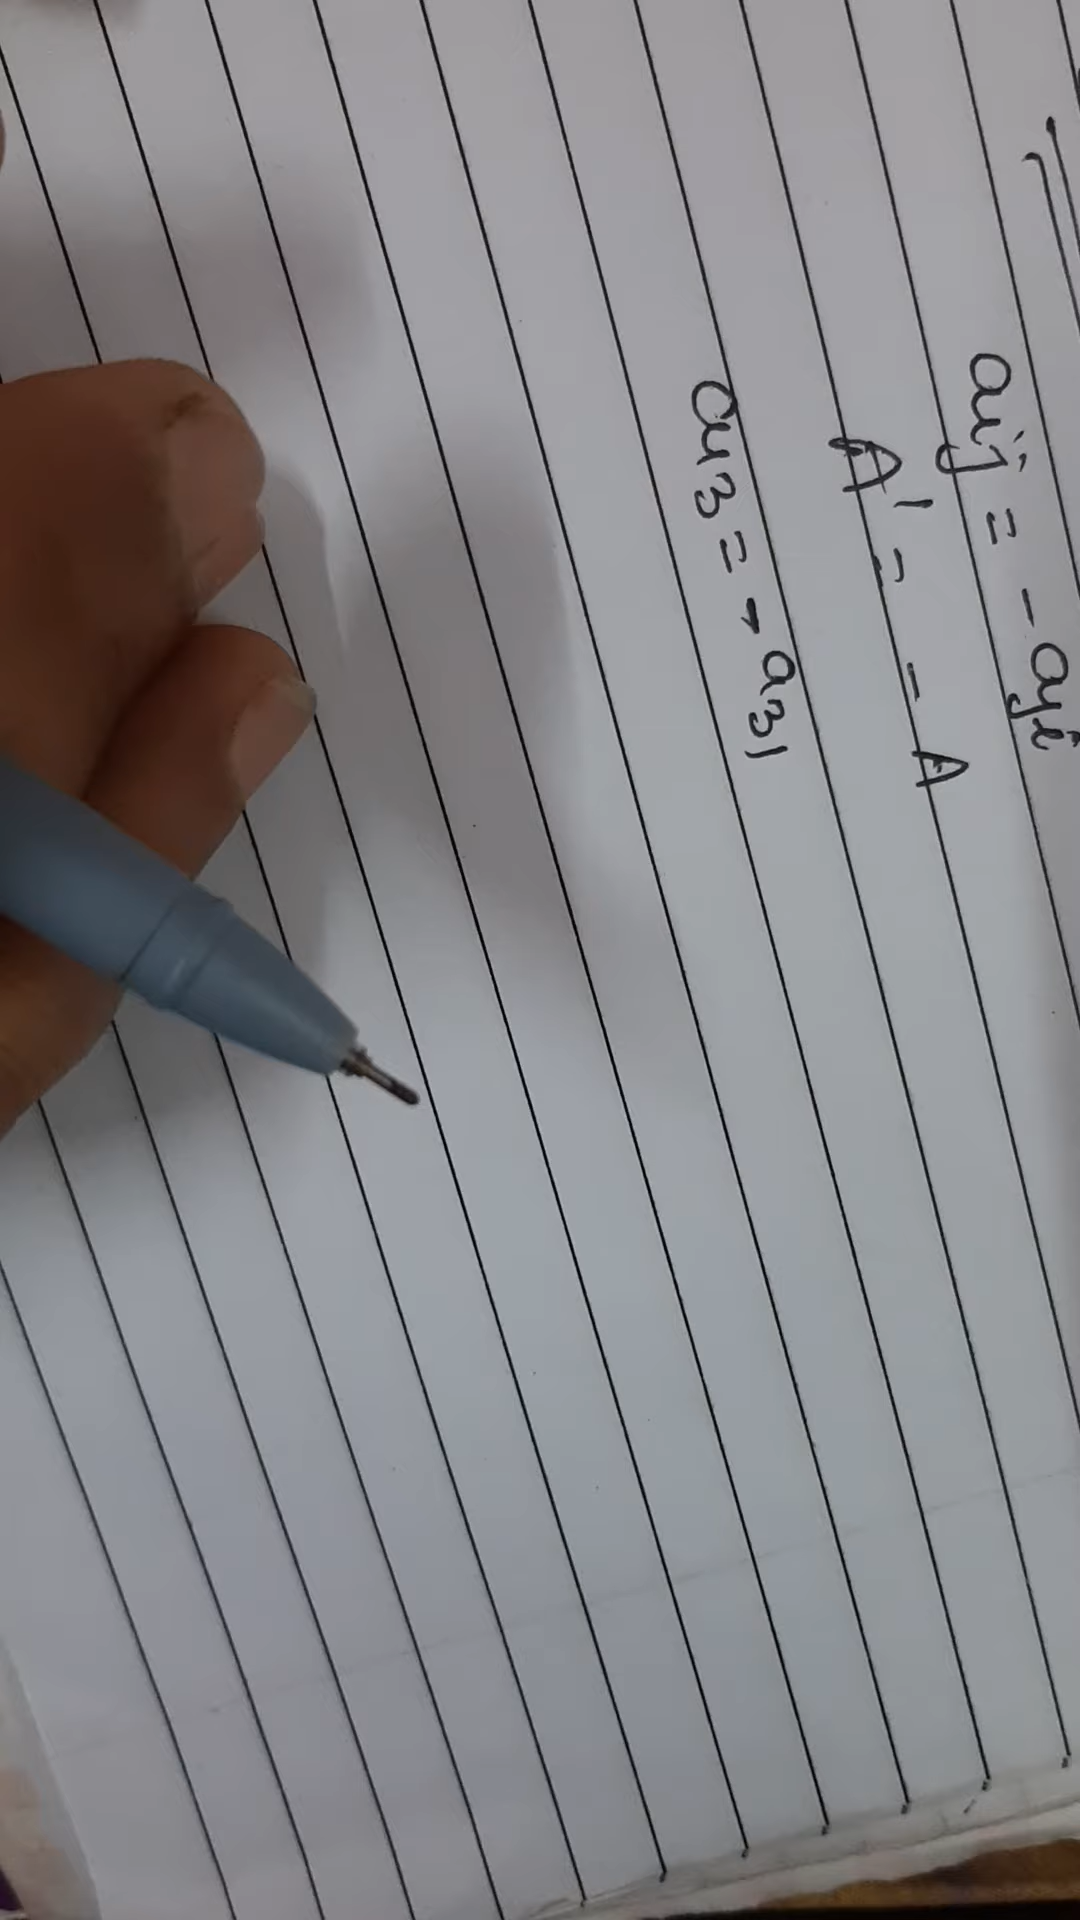 aij = - aji
A' = - A
a13 = - a31